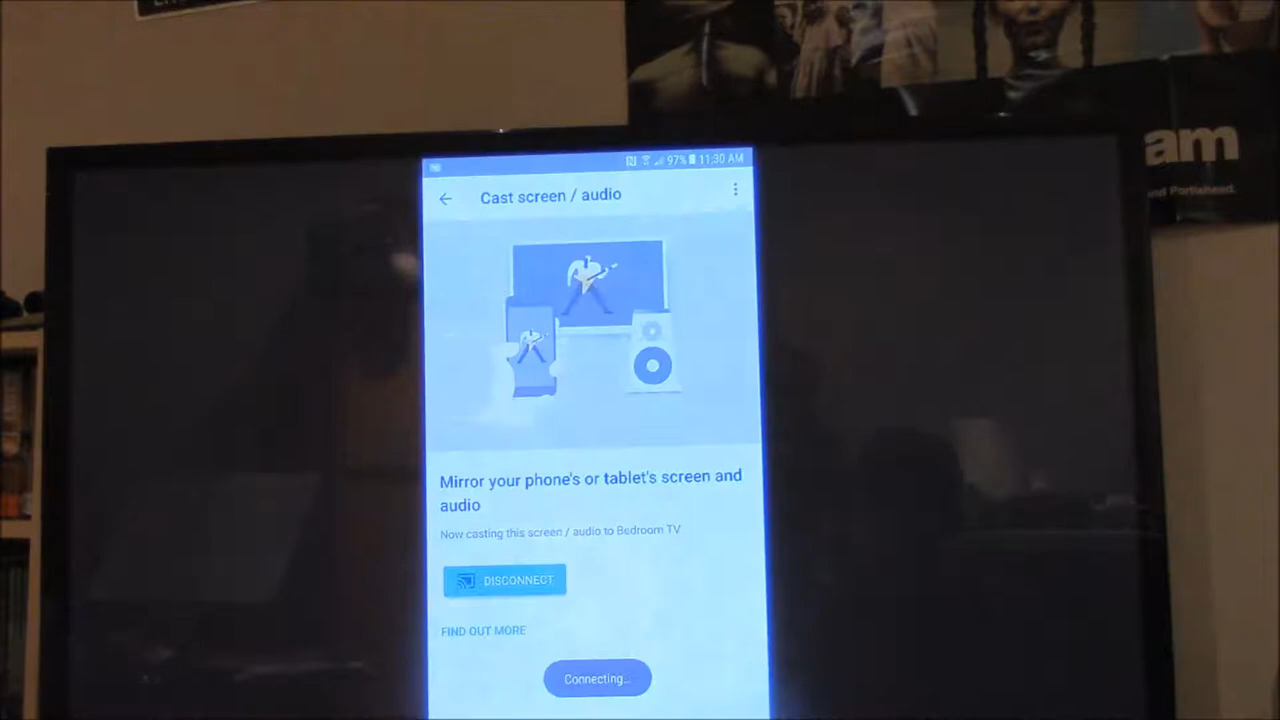 am
nd Portishead.
97% 11:30 AM
Cast screen / audio
Mirror your phone's or tablet's screen and
audio
Now casting this screen / audio to Bedroom TV
DISCONNECT
FIND OUT MORE
Connecting...